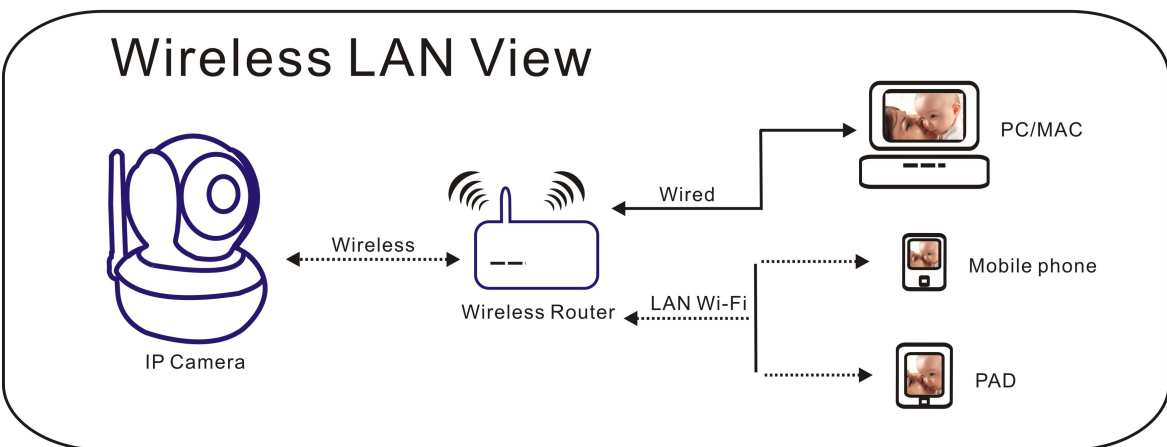 Wireless LAN View
PC/MAC
Wired
Wireless
Mobile phone
LAN Wi-Fi
Wireless Router
IP Camera
PAD